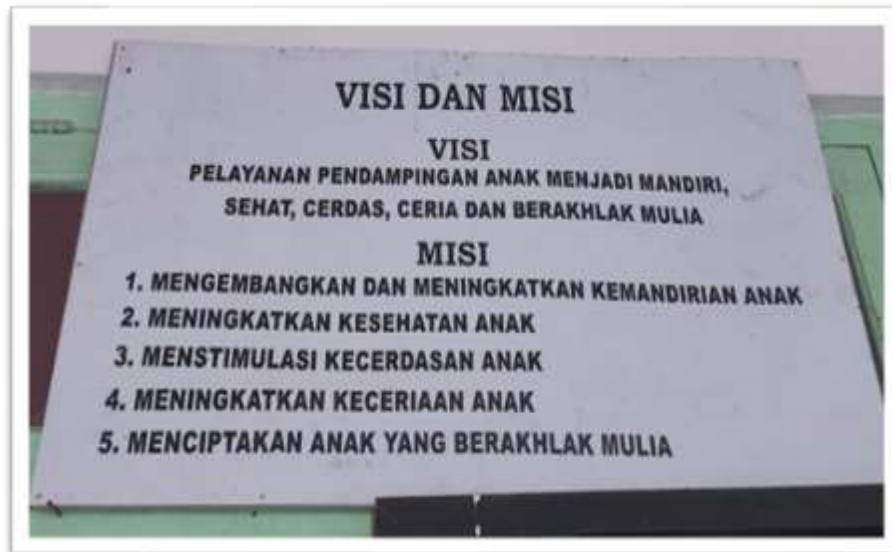 VISI DAN MISI
VISI
PELAYANAN PENDAMPINGAN ANAK MENJADI MANDIRI,
SEHAT, CERDAS, CERIA DAN BERAKHLAK MULIA
MISI
1. MENGEMBANGKAN DAN MENINGKATKAN KEMANDIRIAN ANAK
2. MENINGKATKAN KESEHATAN ANAK
3. MENSTIMULASI KECERDASAN ANAK
4. MENINGKATKAN KECERIAAN ANAK
5. MENCIPTAKAN ANAK YANG BERAKHLAK MULIA